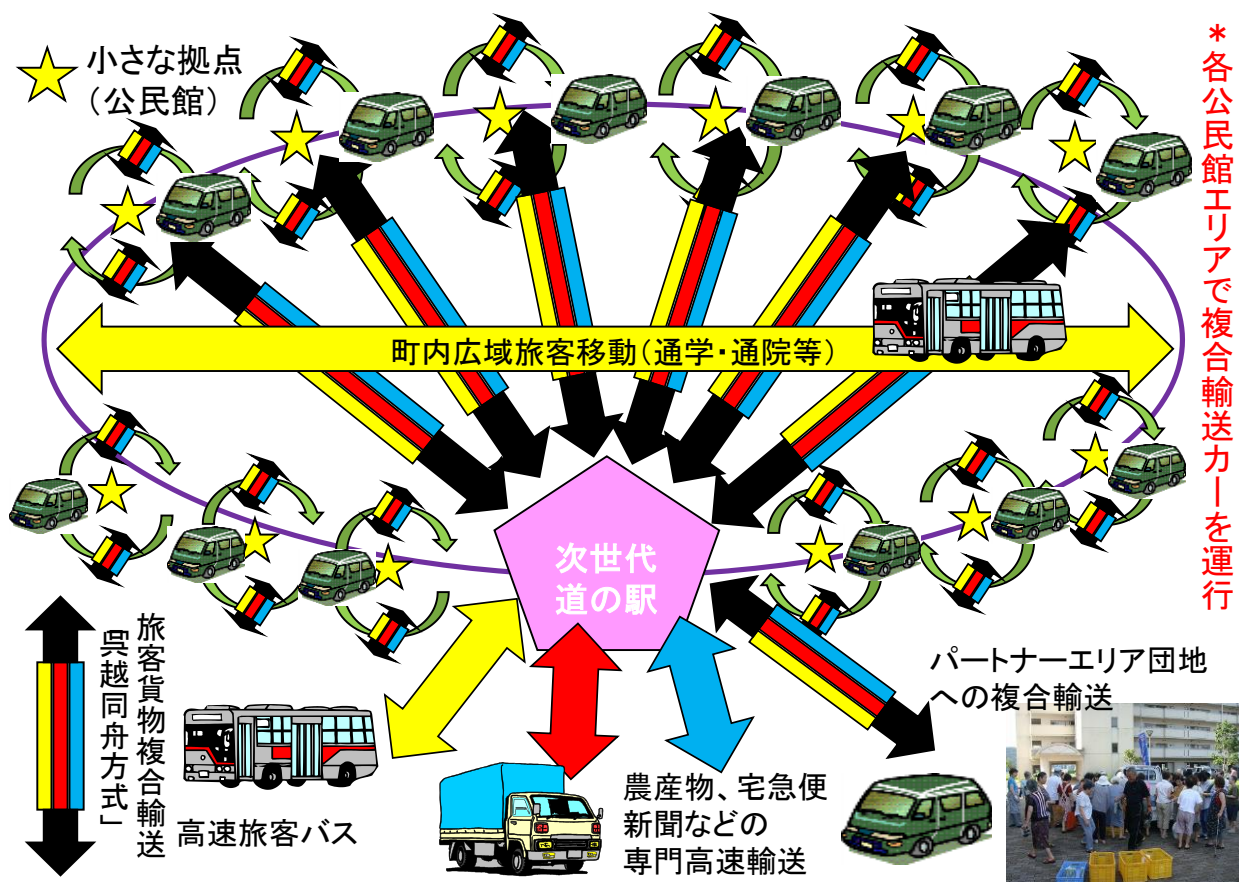 小さな拠点
（公民館）
＊各公民館エリアで複合輸送カーを運行
町内広域旅客移動（通学・通院等）
次世代
道の駅
旅客貨物複合輸送
「呉越同舟方式」
高速旅客バス
農産物、宅急便
新聞などの
専門高速輸送
パートナーエリア団地
への複合輸送